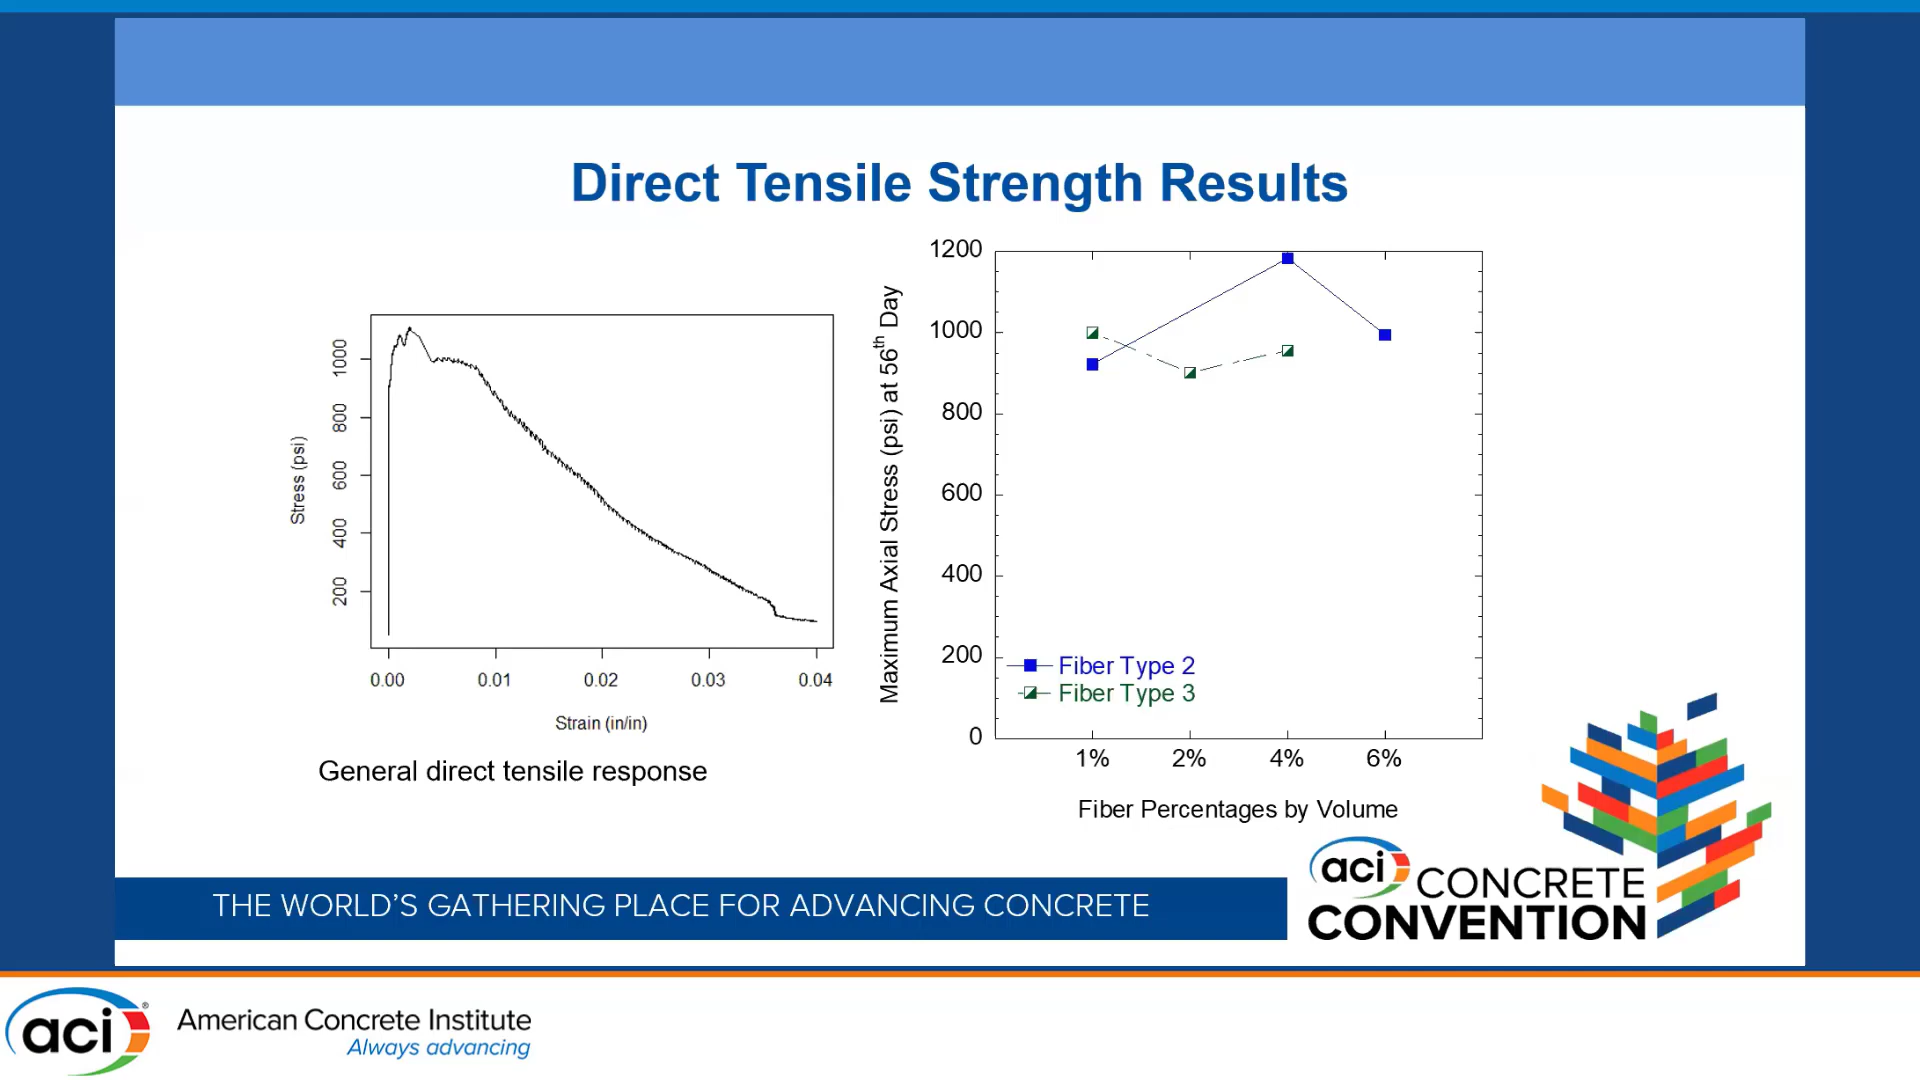 Direct Tensile Strength Results
Stress (psi)
1000
800
600
400
200
0.00 0.01 0.02 0.03 0.04
Strain (in/in)
General direct tensile response
Maximum Axial Stress (psi) at 56th Day
1200
1000
800
600
400
200
0
Fiber Type 2
Fiber Type 3
1% 2% 4% 6%
Fiber Percentages by Volume
THE WORLD'S GATHERING PLACE FOR ADVANCING CONCRETE
aci CONCRETE
CONVENTION
aci®
American Concrete Institute
Always advancing